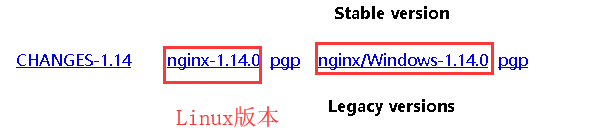 Stable version
CHANGES-1.14 nginx-1.14.0 pgp nginx/Windows-1.14.0 pgp
Linux版本 Legacy versions